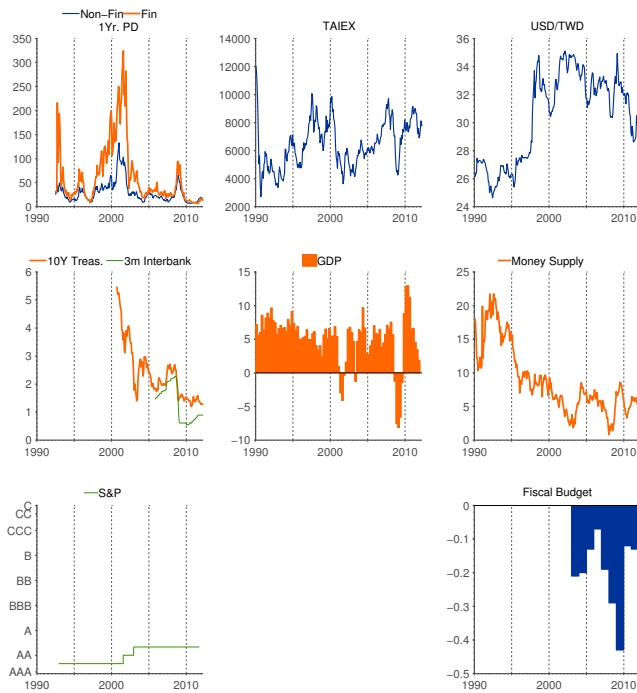 Non−Fin Fin
1Yr. PD
350
300
250
200
150
100
50
0
1990 2000 2010
TAIEX
14000
12000
10000
8000
6000
4000
2000
1990 2000 2010
USD/TWD
36
34
32
30
28
26
24
1990 2000 2010
10Y Treas. 3m Interbank
6
5
4
3
2
1
0
1990 2000 2010
GDP
15
10
5
0
−5
−10
1990 2000 2010
Money Supply
25
20
15
10
5
0
1990 2000 2010
S&P
C
CC
CCC
B
BB
BBB
A
AA
AAA
1990 2000 2010
Fiscal Budget
0
−0.1
−0.2
−0.3
−0.4
−0.5
1990 2000 2010